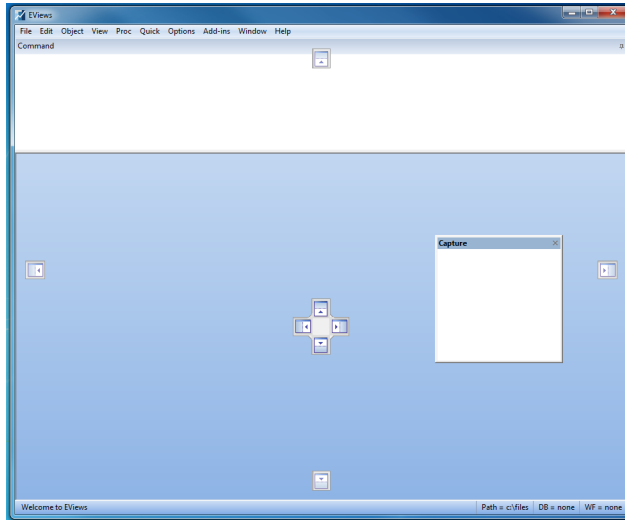 EViews
File Edit Object View Proc Quick Options Add-ins Window Help
Command
Capture
Welcome to EViews Path = c:\files DB = none WF = none